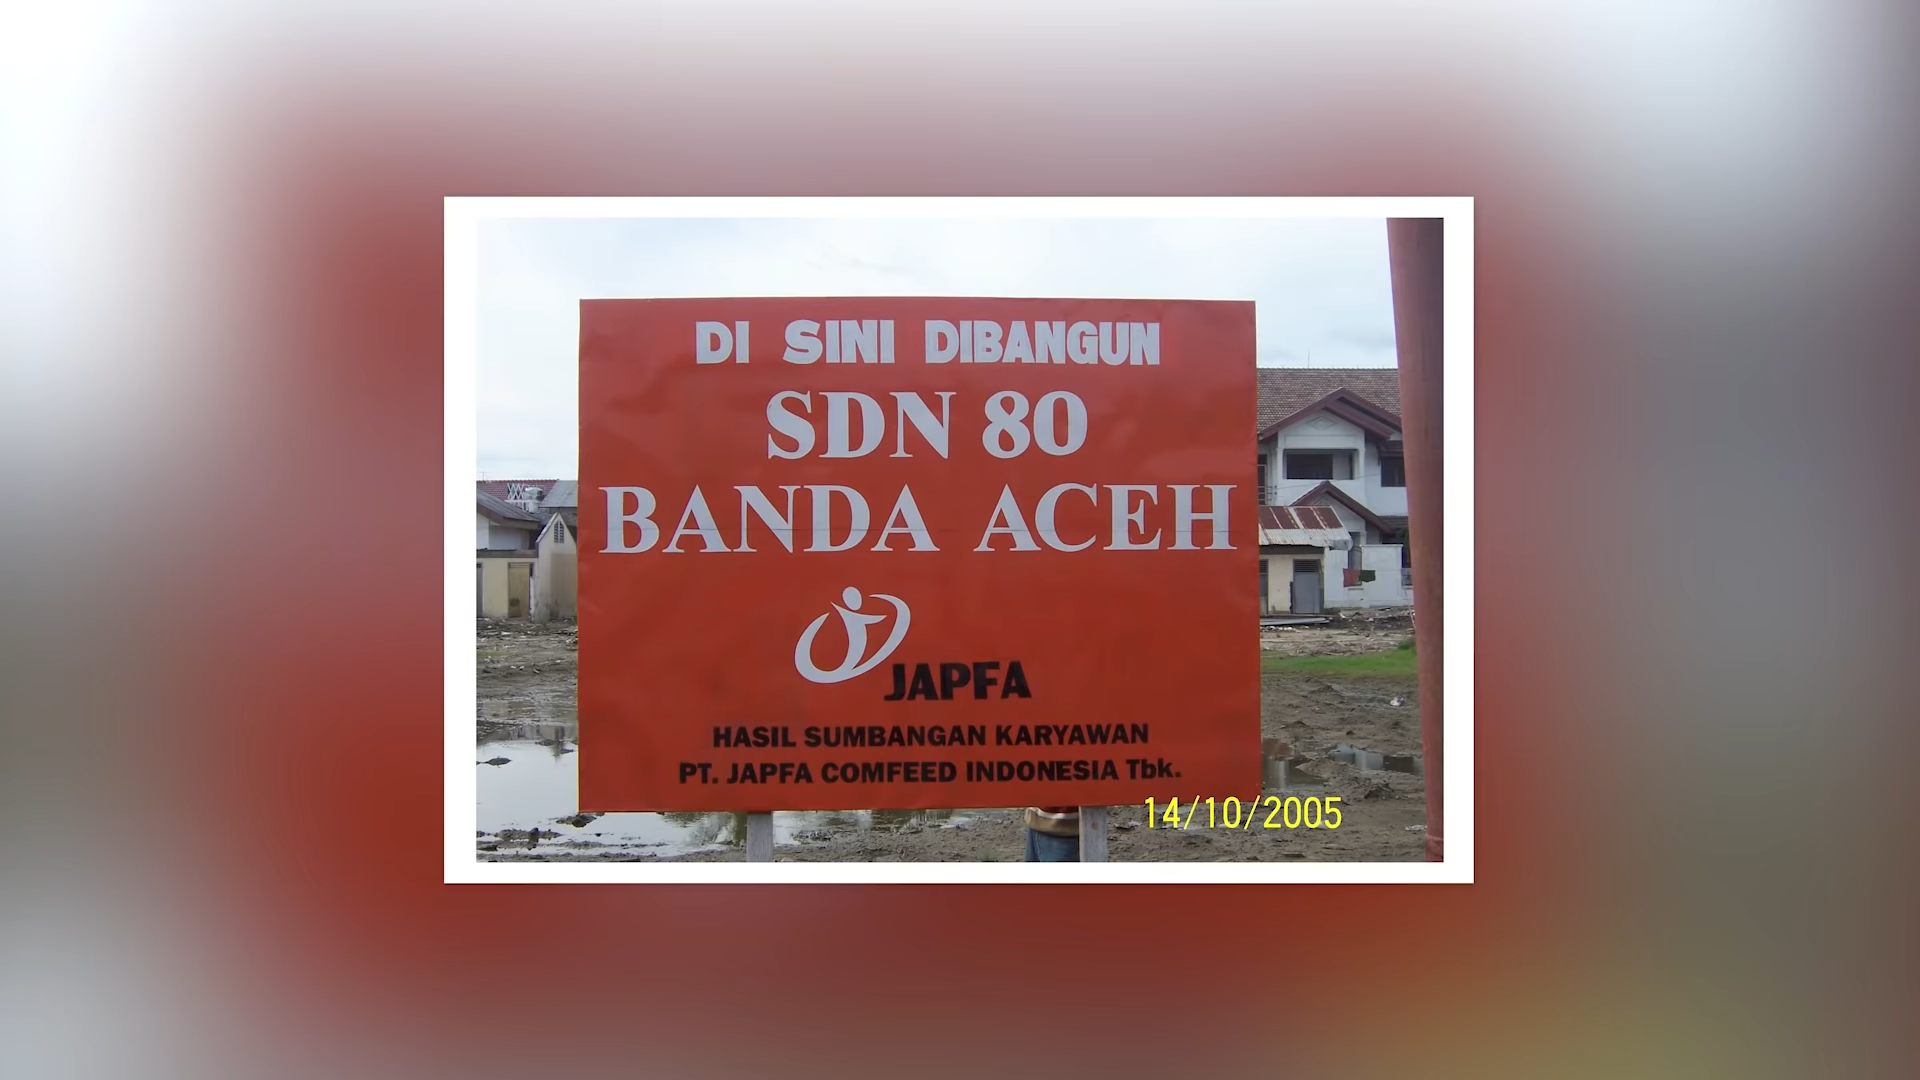 DI SINI DIBANGUN
SDN 80
BANDA ACEH
JAPFA
HASIL SUMBANGAN KARYAWAN
PT. JAPFA COMFEED INDONESIA Tbk.
14/10/2005